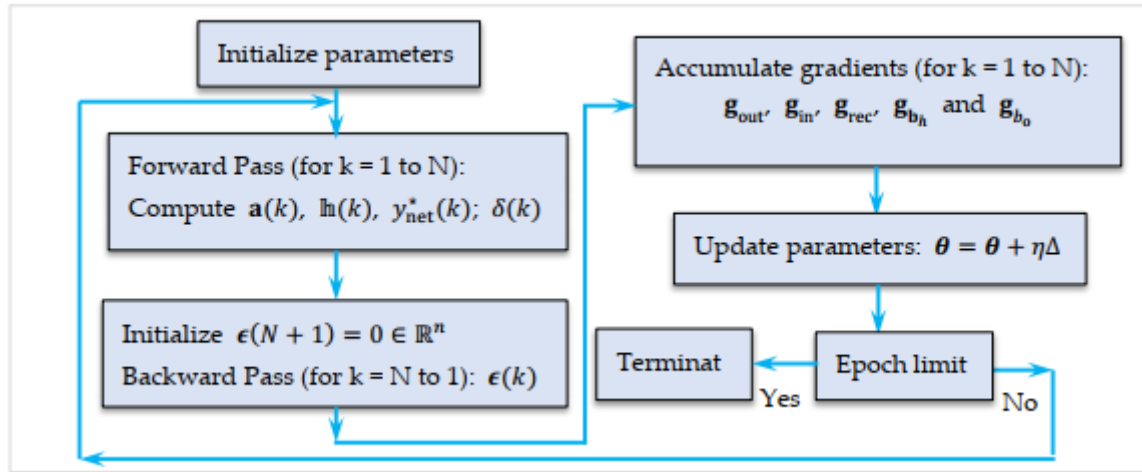 Initialize parameters
Forward Pass (for k = 1 to N):
Compute 𝐚(k), 𝕙(k), y*net(k); δ(k)
Initialize ϵ(N + 1) = 0 ∈ ℝⁿ
Backward Pass (for k = N to 1): ϵ(k)
Accumulate gradients (for k = 1 to N):
𝐠out, 𝐠in, 𝐠rec, 𝐠bℎ and 𝐠bo
Update parameters: θ = θ + ηΔ
Epoch limit
Terminat
Yes
No